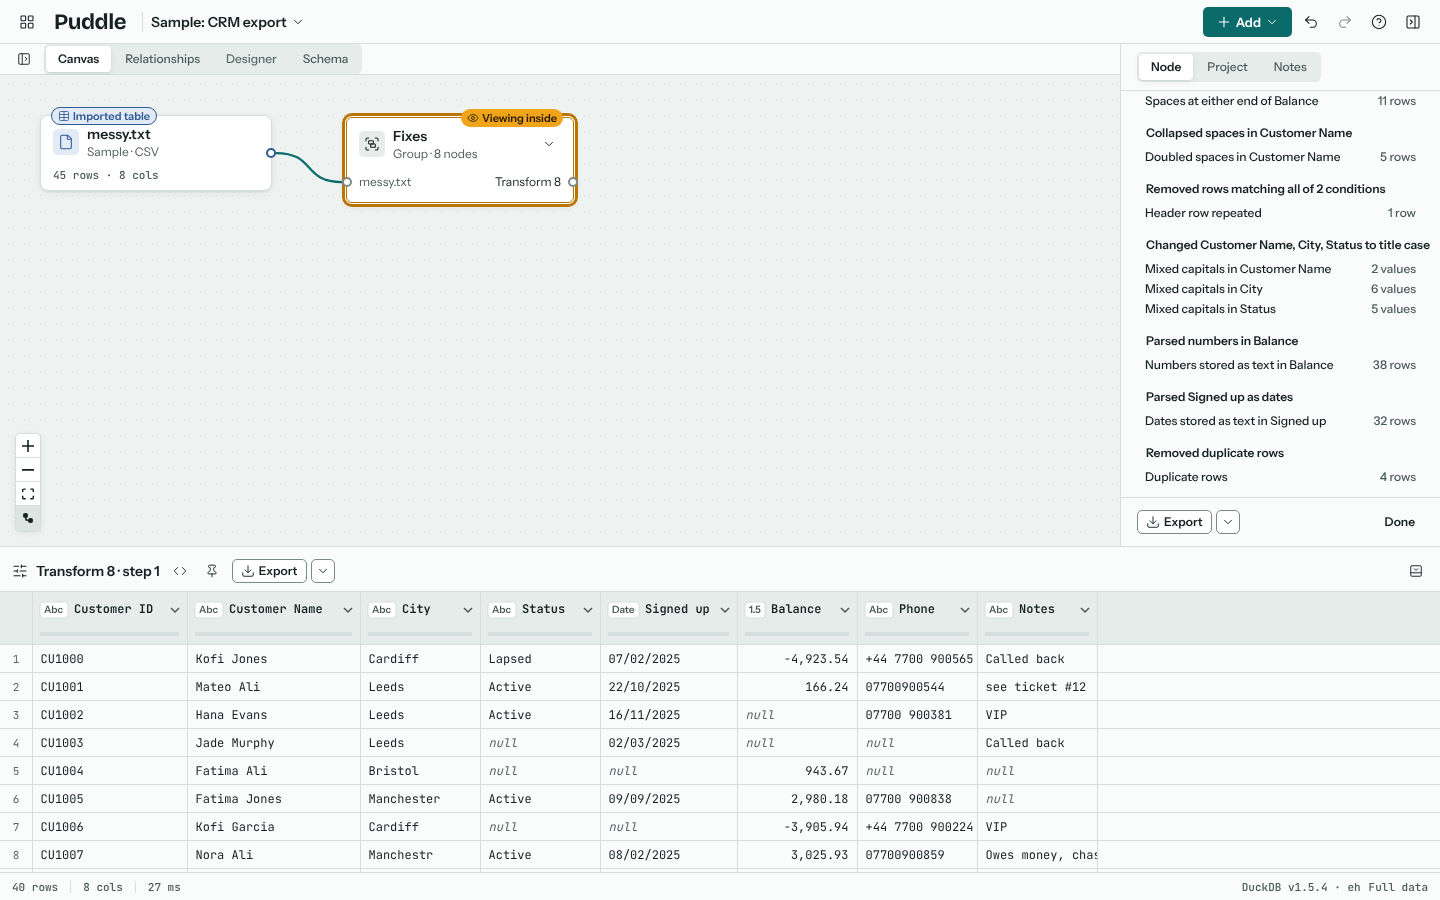 Puddle
Sample: CRM export
Add
Canvas
Relationships
Designer
Schema
Node
Project
Notes
Imported table
messy.txt
Sample · CSV
45 rows · 8 cols
Viewing inside
Fixes
Group · 8 nodes
messy.txt
Transform 8
Spaces at either end of Balance 11 rows
Collapsed spaces in Customer Name
Doubled spaces in Customer Name 5 rows
Removed rows matching all of 2 conditions
Header row repeated 1 row
Changed Customer Name, City, Status to title case
Mixed capitals in Customer Name 2 values
Mixed capitals in City 6 values
Mixed capitals in Status 5 values
Parsed numbers in Balance
Numbers stored as text in Balance 38 rows
Parsed Signed up as dates
Dates stored as text in Signed up 32 rows
Removed duplicate rows
Duplicate rows 4 rows
Export
Done
Transform 8 · step 1
Export
Abc Customer ID Abc Customer Name Abc City Abc Status Date Signed up 1.5 Balance Abc Phone Abc Notes
1 CU1000 Kofi Jones Cardiff Lapsed 07/02/2025 -4,923.54 +44 7700 900565 Called back
2 CU1001 Mateo Ali Leeds Active 22/10/2025 166.24 07700900544 see ticket #12
3 CU1002 Hana Evans Leeds Active 16/11/2025 null 07700 900381 VIP
4 CU1003 Jade Murphy Leeds null 02/03/2025 null null Called back
5 CU1004 Fatima Ali Bristol null null 943.67 null null
6 CU1005 Fatima Jones Manchester Active 09/09/2025 2,980.18 07700 900838 null
7 CU1006 Kofi Garcia Cardiff null null -3,905.94 +44 7700 900224 VIP
8 CU1007 Nora Ali Manchestr Active 08/02/2025 3,025.93 07700900859 Owes money, chas
40 rows 8 cols 27 ms
DuckDB v1.5.4 · eh Full data